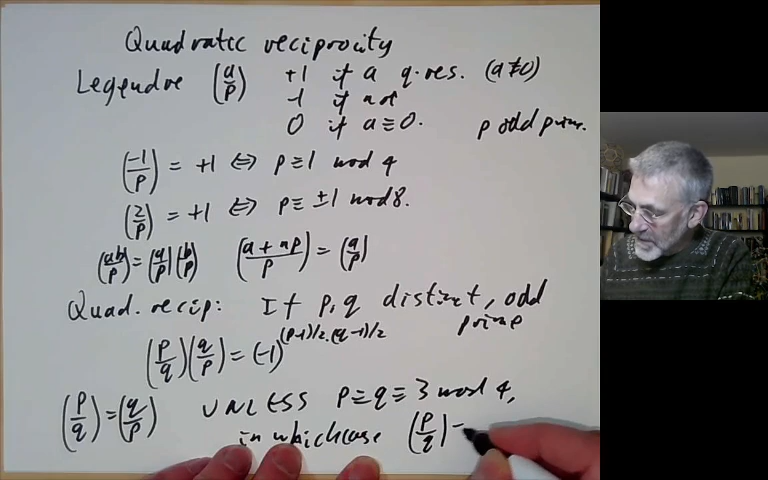 Quadratic reciprocity
Legendre (a/p) +1 if a q.res. (a≢0)
-1 if not
0 if a≡0. p odd prime.
(-1/p) = +1 ⇔ p≡1 mod 4
(2/p) = +1 ⇔ p≡ ±1 mod 8.
(ab/p) = (a/p)(b/p) (a+np/p) = (a/p)
Quad. recip: If p, q distinct, odd
prime
(p/q)(q/p) = (-1)^(p-1)/2.(q-1)/2
(p/q) = (q/p) UNLESS p≡q≡3 mod 4,
in which case (p/q) =